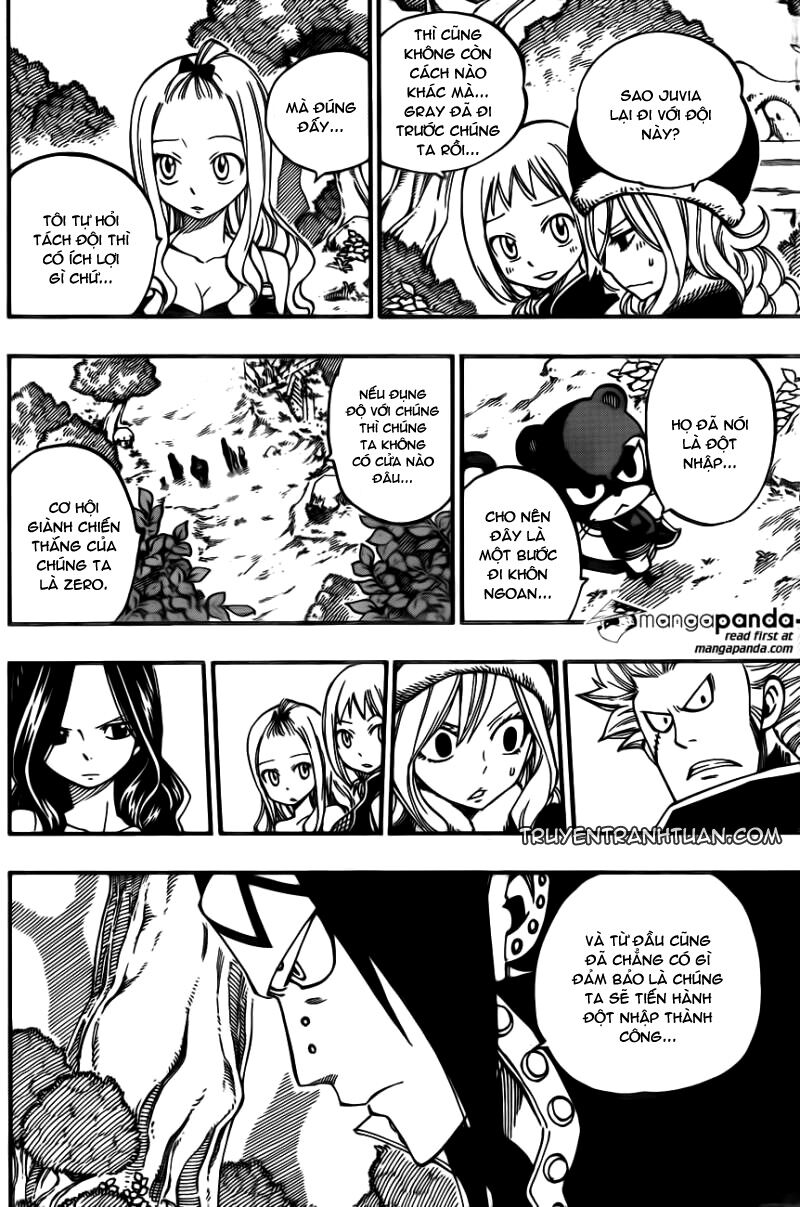 SAO JUVIA
LẠI ĐI VỚI ĐỘI
NÀY?
THÌ CŨNG
KHÔNG CÒN
CÁCH NÀO
KHÁC MÀ...
GRAY ĐÃ ĐI
TRƯỚC CHÚNG
TA RỒI...
MÀ ĐÚNG
ĐẤY...
TÔI TỰ HỎI
TÁCH ĐỘI THÌ
CÓ ÍCH LỢI
GÌ CHỨ...
HỌ ĐÃ NÓI
LÀ ĐỘT
NHẬP...
CHO NÊN
ĐÂY LÀ
MỘT BƯỚC
ĐI KHÔN
NGOAN...
NẾU ĐỤNG
ĐỘ VỚI CHÚNG
THÌ CHÚNG
TA KHÔNG
CÓ CỬA NÀO
ĐÂU...
CƠ HỘI
GIÀNH CHIẾN
THẮNG CỦA
CHÚNG TA
LÀ ZERO.
mangapanda
read first at
mangapanda.com
TRUYENTRANHTUAN.COM
VÀ TỪ ĐẦU CŨNG
ĐÃ CHẲNG CÓ GÌ
ĐẢM BẢO LÀ CHÚNG
TA SẼ TIẾN HÀNH
ĐỘT NHẬP THÀNH
CÔNG...